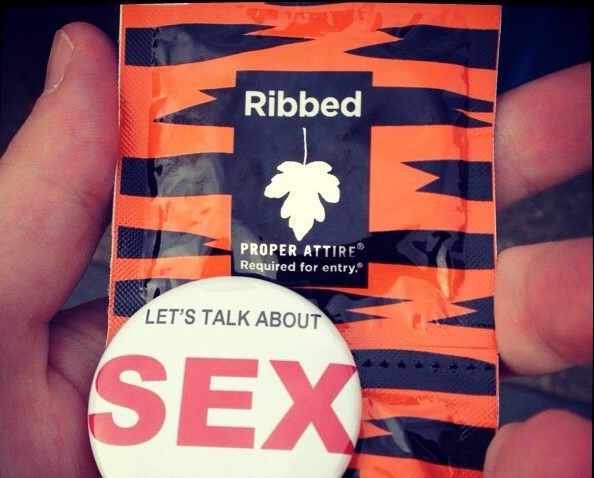 Ribbed
PROPER ATTIRE®
Required for entry.®
LET'S TALK ABOUT
SEX